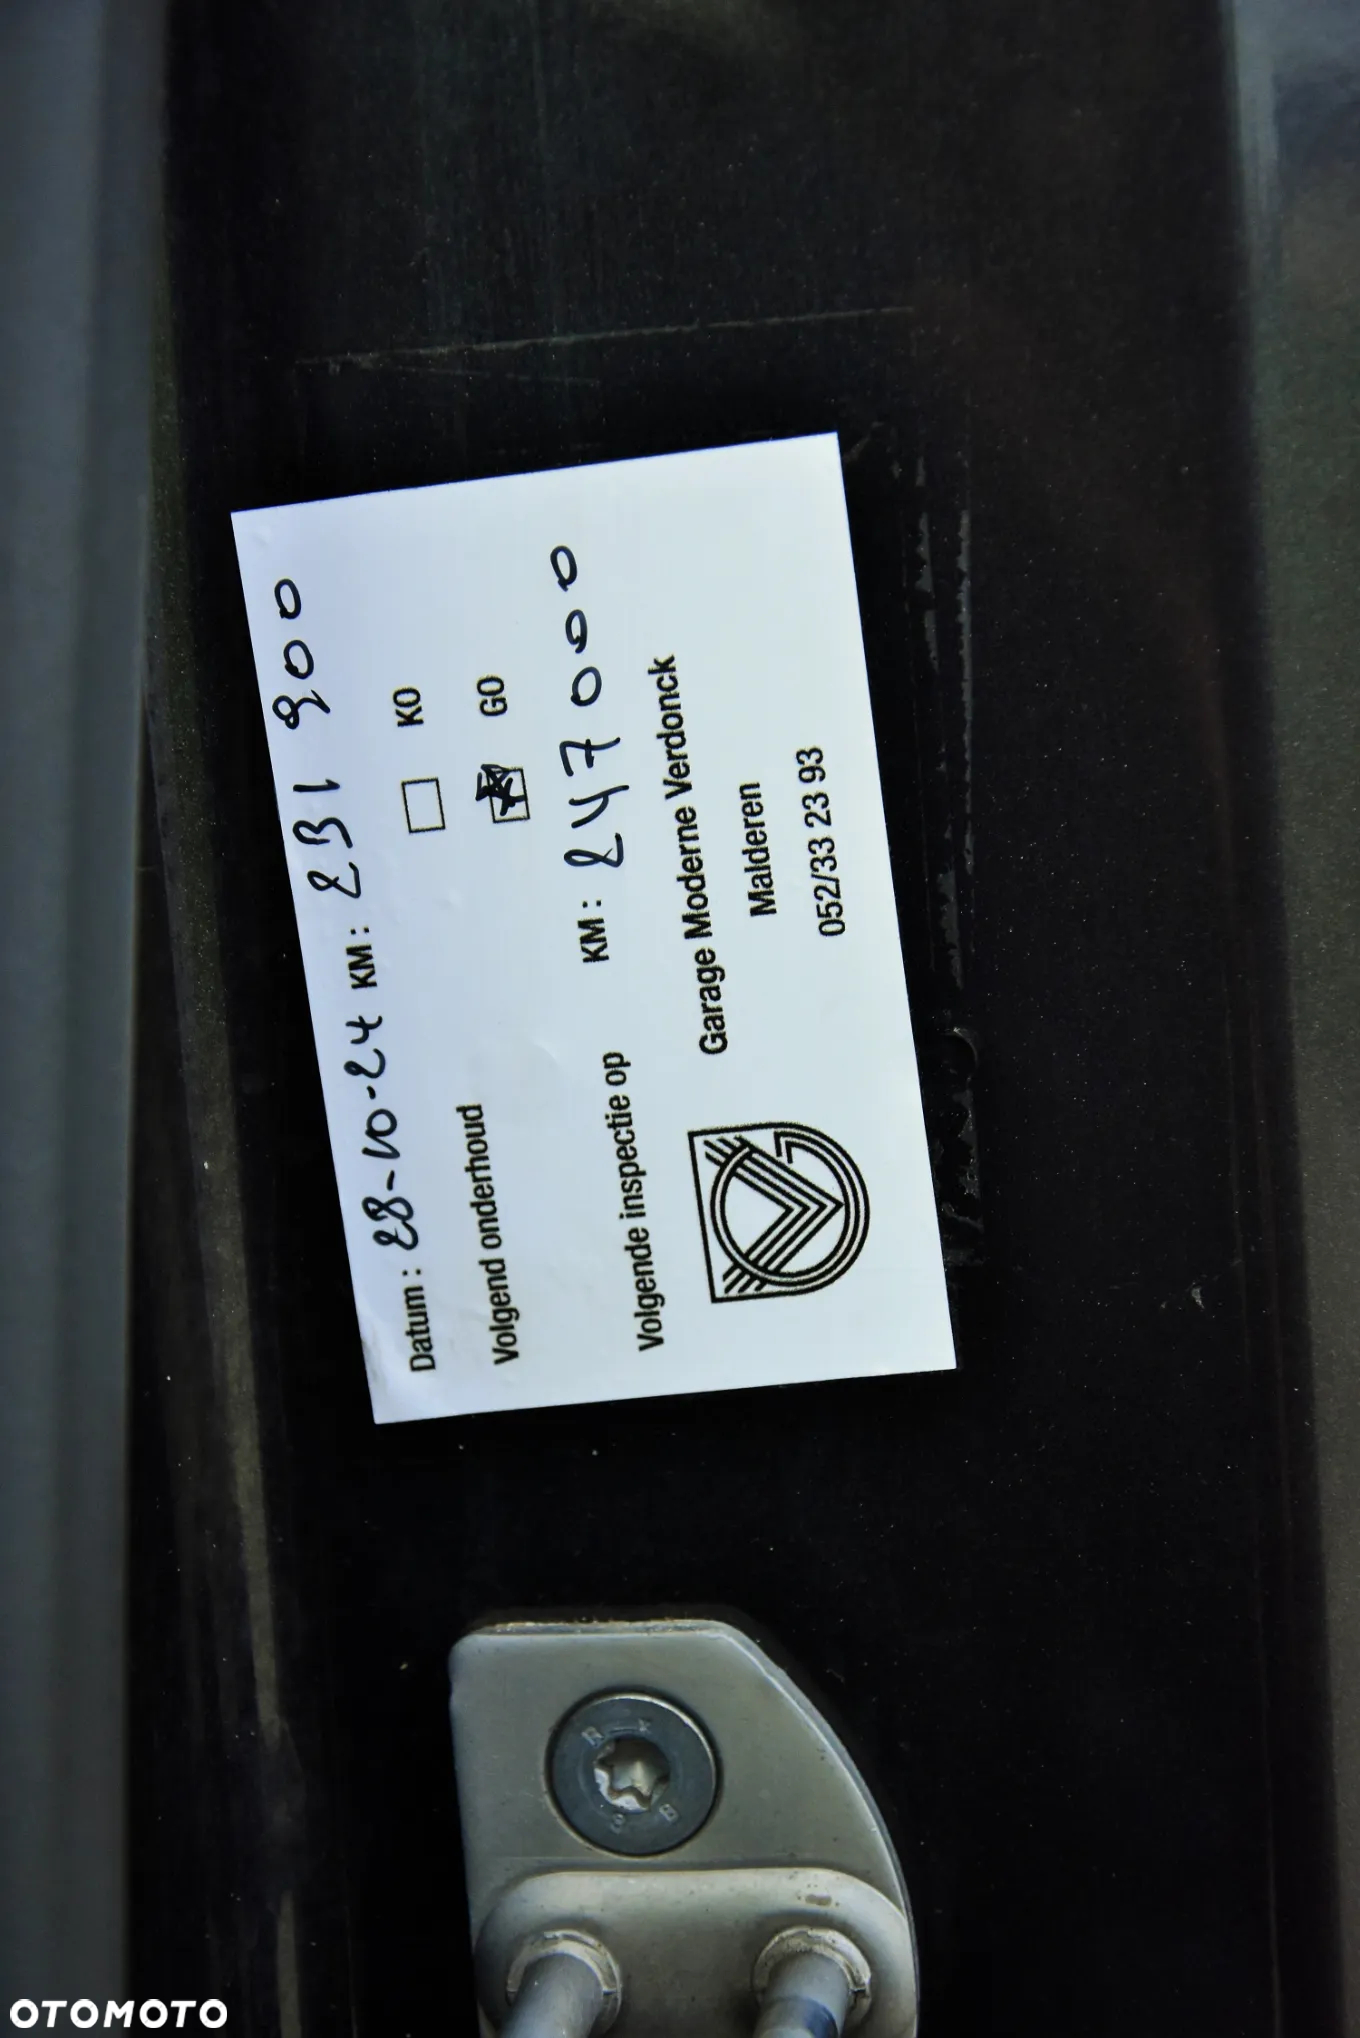 Datum : 28-10-24 KM : 231 900
KO
Volgend onderhoud
GO
Volgende inspectie op KM : 247000
Garage Moderne Verdonck
Malderen
052/33 23 93
OTOMOTO